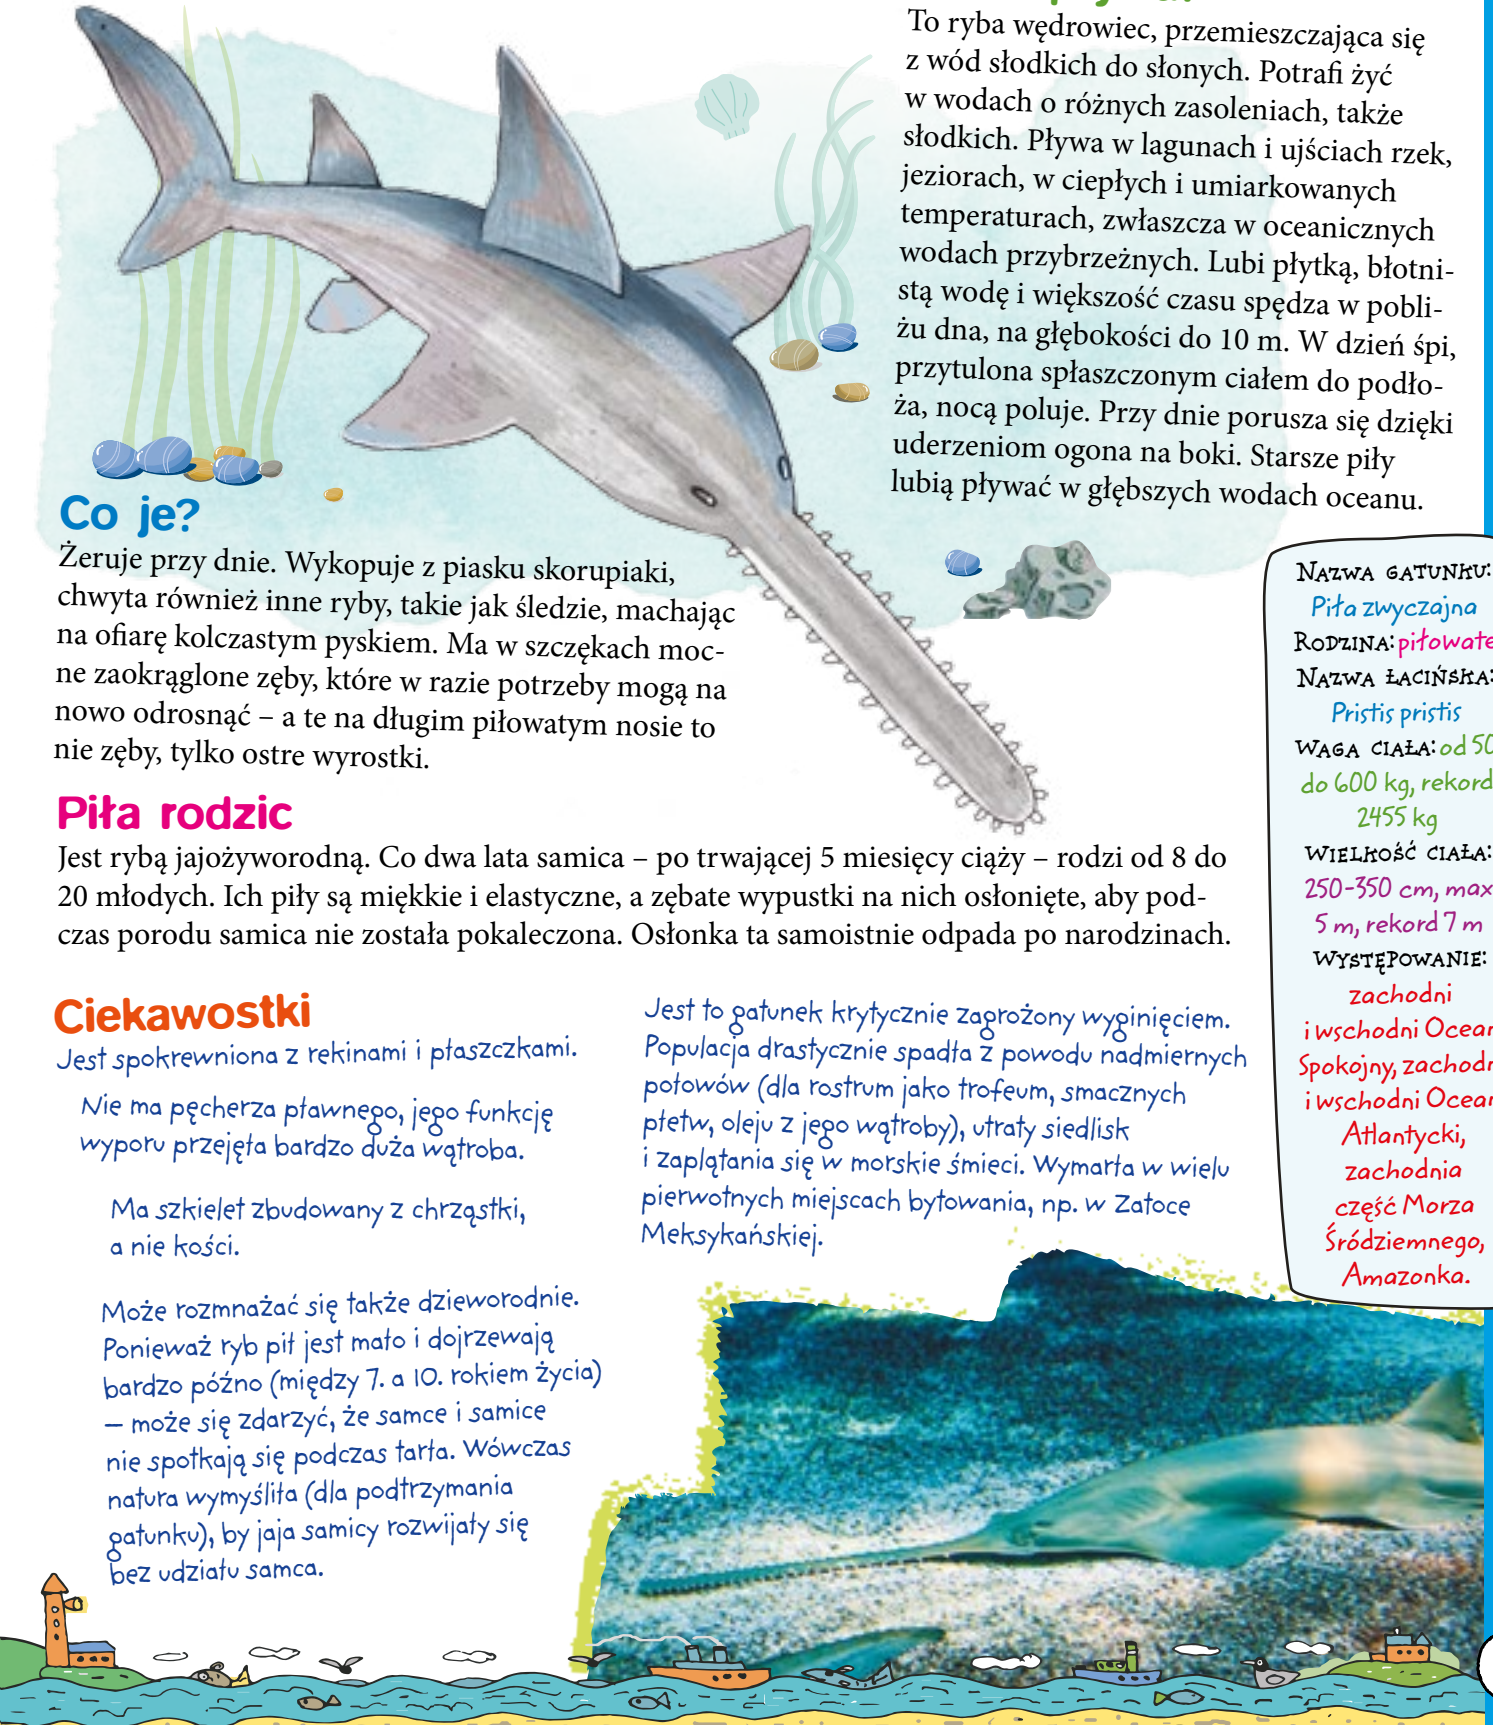 To ryba wędrowiec, przemieszczająca się
z wód słodkich do słonych. Potrafi żyć
w wodach o różnych zasoleniach, także
słodkich. Pływa w lagunach i ujściach rzek,
jeziorach, w ciepłych i umiarkowanych
temperaturach, zwłaszcza w oceanicznych
wodach przybrzeżnych. Lubi płytką, błotni-
stą wodę i większość czasu spędza w pobli-
żu dna, na głębokości do 10 m. W dzień śpi,
przytulona spłaszczonym ciałem do podło-
ża, nocą poluje. Przy dnie porusza się dzięki
uderzeniom ogona na boki. Starsze piły
lubią pływać w głębszych wodach oceanu.
Co je?
Żeruje przy dnie. Wykopuje z piasku skorupiaki,
chwyta również inne ryby, takie jak śledzie, machając
na ofiarę kolczastym pyskiem. Ma w szczękach moc-
ne zaokrąglone zęby, które w razie potrzeby mogą na
nowo odrosnąć – a te na długim piłowatym nosie to
nie zęby, tylko ostre wyrostki.
Piła rodzic
Jest rybą jajożyworodną. Co dwa lata samica – po trwającej 5 miesięcy ciąży – rodzi od 8 do
20 młodych. Ich piły są miękkie i elastyczne, a zębate wypustki na nich osłonięte, aby pod-
czas porodu samica nie została pokaleczona. Osłonka ta samoistnie odpada po narodzinach.
Ciekawostki
Jest spokrewniona z rekinami i płaszczkami.
Nie ma pęcherza pławnego, jego funkcję
wyporu przejęła bardzo duża wątroba.
Ma szkielet zbudowany z chrząstki,
a nie kości.
Może rozmnażać się także dzieworodnie.
Ponieważ ryb pił jest mało i dojrzewają
bardzo późno (między 7. a 10. rokiem życia)
– może się zdarzyć, że samce i samice
nie spotkają się podczas tarła. Wówczas
natura wymyśliła (dla podtrzymania
gatunku), by jaja samicy rozwijały się
bez udziału samca.
Jest to gatunek krytycznie zagrożony wyginięciem.
Populacja drastycznie spadła z powodu nadmiernych
połowów (dla rostrum jako trofeum, smacznych
płetw, oleju z jego wątroby), utraty siedlisk
i zaplątania się w morskie śmieci. Wymarła w wielu
pierwotnych miejscach bytowania, np. w Zatoce
Meksykańskiej.
Nazwa gatunku:
Piła zwyczajna
Rodzina: piłowate
Nazwa łacińska:
Pristis pristis
Waga ciała: od 50
do 600 kg, rekord
2455 kg
Wielkość ciała:
250-350 cm, max
5 m, rekord 7 m
Występowanie:
zachodni
i wschodni Ocean
Spokojny, zachodni
i wschodni Ocean
Atlantycki,
zachodnia
część Morza
Śródziemnego,
Amazonka.